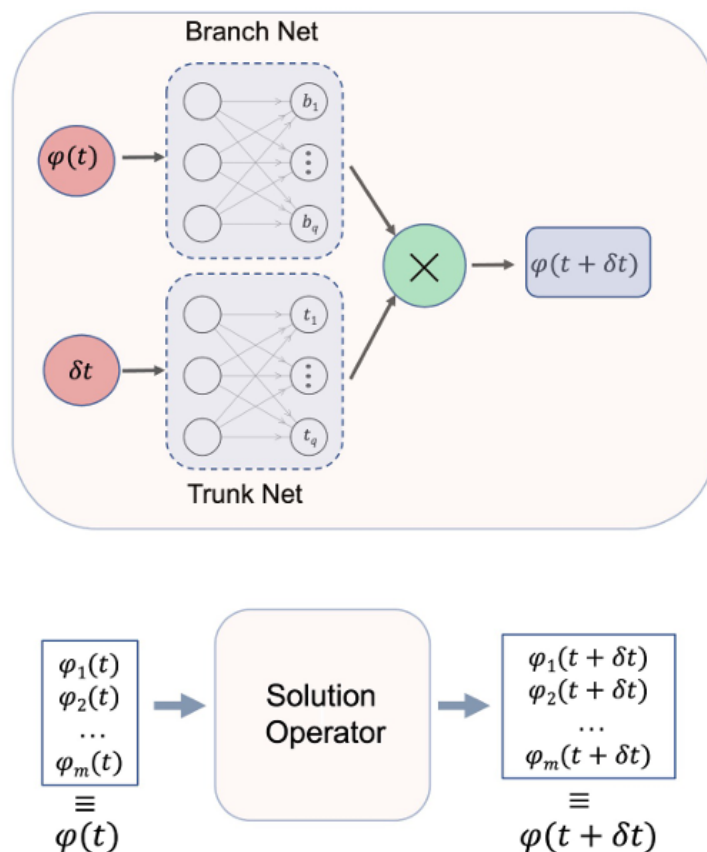 Branch Net
φ(t)
b₁
⋮
b_q
×
φ(t + δt)
δt
t₁
⋮
t_q
Trunk Net
φ₁(t)
φ₂(t)
...
φₘ(t)
≡
φ(t)
Solution
Operator
φ₁(t + δt)
φ₂(t + δt)
...
φₘ(t + δt)
≡
φ(t + δt)